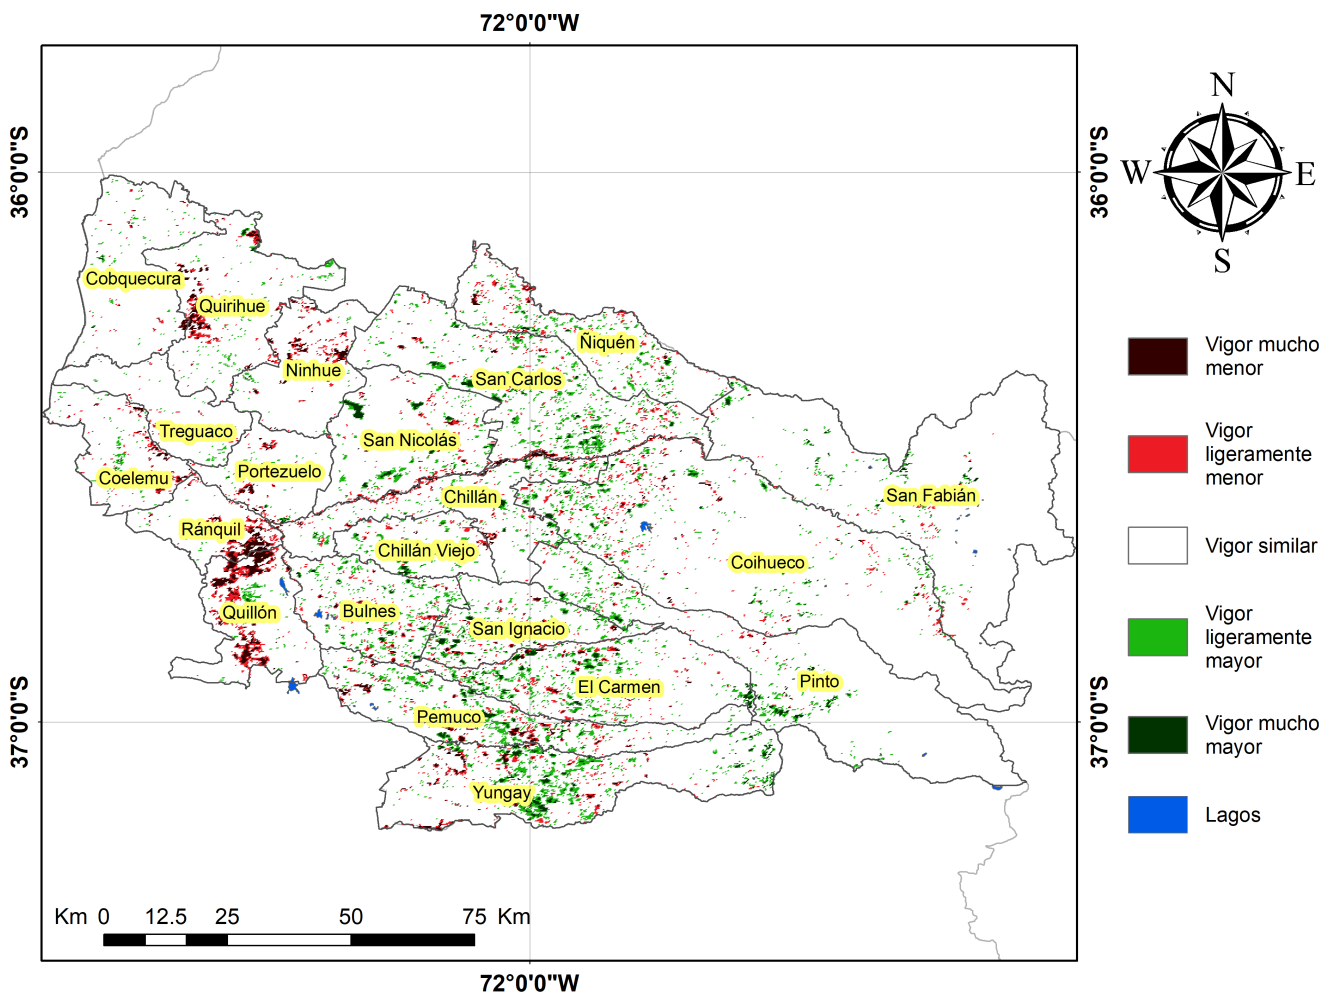 72°0'0"W
36°0'0"S
36°0'0"S
N
W
E
S
Cobquecura
Quirihue
Ninhue
Ñiquén
San Carlos
Treguaco
San Nicolás
Portezuelo
Coelemu
Chillán
San Fabián
Ránquil
Chillán Viejo
Coihueco
Quillón
Bulnes
San Ignacio
El Carmen
Pinto
Pemuco
Yungay
Vigor mucho
menor
Vigor
ligeramente
menor
Vigor similar
Vigor
ligeramente
mayor
Vigor mucho
mayor
Lagos
37°0'0"S
37°0'0"S
Km 0 12.5 25 50 75 Km
72°0'0"W